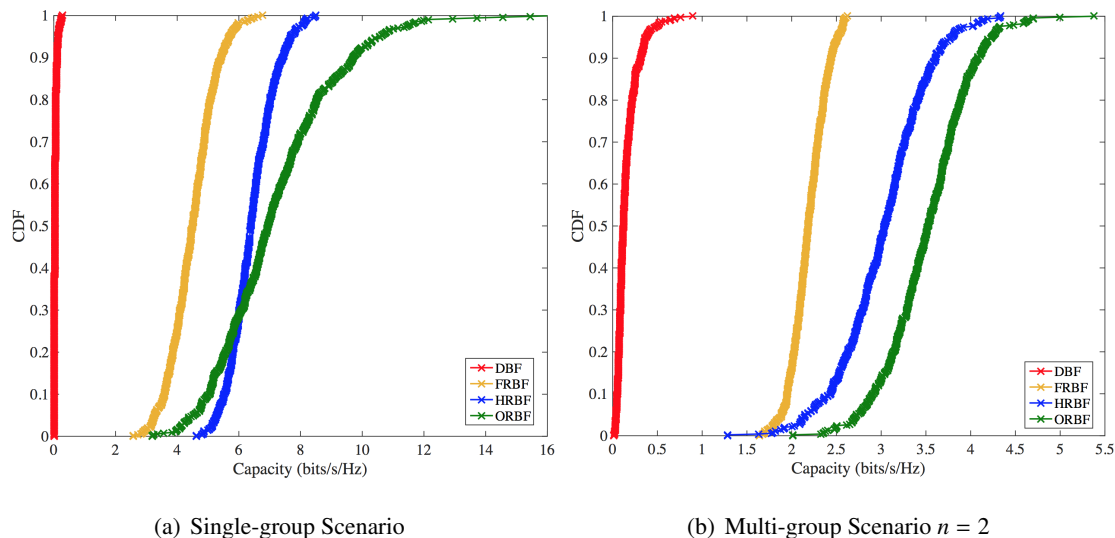 1
0.9
0.8
0.7
0.6
0.5
0.4
0.3
0.2
0.1
0
CDF
0 2 4 6 8 10 12 14 16
Capacity (bits/s/Hz)
DBF
FRBF
HRBF
ORBF
(a) Single-group Scenario
1
0.9
0.8
0.7
0.6
0.5
0.4
0.3
0.2
0.1
0
CDF
0 0.5 1 1.5 2 2.5 3 3.5 4 4.5 5 5.5
Capacity (bits/s/Hz)
DBF
FRBF
HRBF
ORBF
(b) Multi-group Scenario n = 2